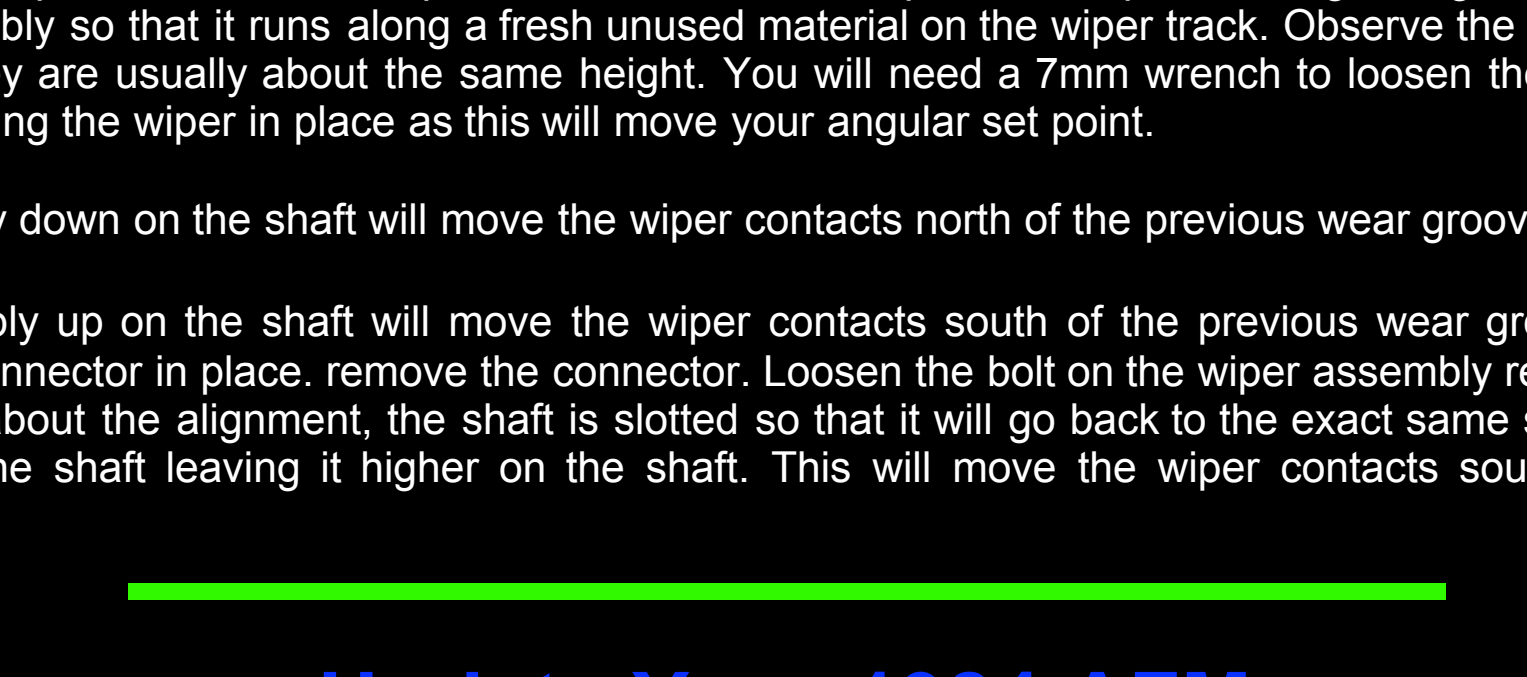 bly so that it runs along a fresh unused material on the wiper track. Observe the
y are usually about the same height. You will need a 7mm wrench to loosen the
ng the wiper in place as this will move your angular set point.
y down on the shaft will move the wiper contacts north of the previous wear groov
bly up on the shaft will move the wiper contacts south of the previous wear gr
nnector in place. remove the connector. Loosen the bolt on the wiper assembly re
about the alignment, the shaft is slotted so that it will go back to the exact same s
he shaft leaving it higher on the shaft. This will move the wiper contacts sou